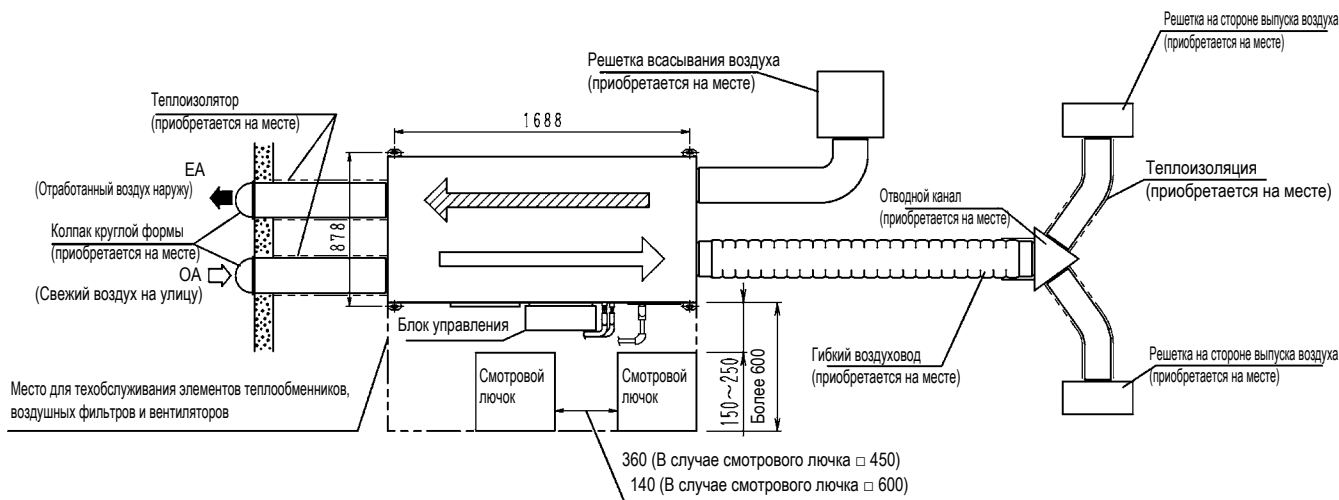 Решетка на стороне выпуска воздуха
(приобретается на месте)
Решетка всасывания воздуха
(приобретается на месте)
Теплоизолятор
(приобретается на месте)
1688
EA
(Отработанный воздух наружу)
Теплоизоляция
(приобретается на месте)
Отводной канал
(приобретается на месте)
Колпак круглой формы
(приобретается на месте)
878
OA
(Свежий воздух на улицу)
Блок управления
Гибкий воздуховод
(приобретается на месте)
Решетка на стороне выпуска воздуха
(приобретается на месте)
Место для техобслуживания элементов теплообменников,
воздушных фильтров и вентиляторов
Смотровой
лючок
Смотровой
лючок
150~250
Более 600
360 (В случае смотрового лючка □ 450)
140 (В случае смотрового лючка □ 600)